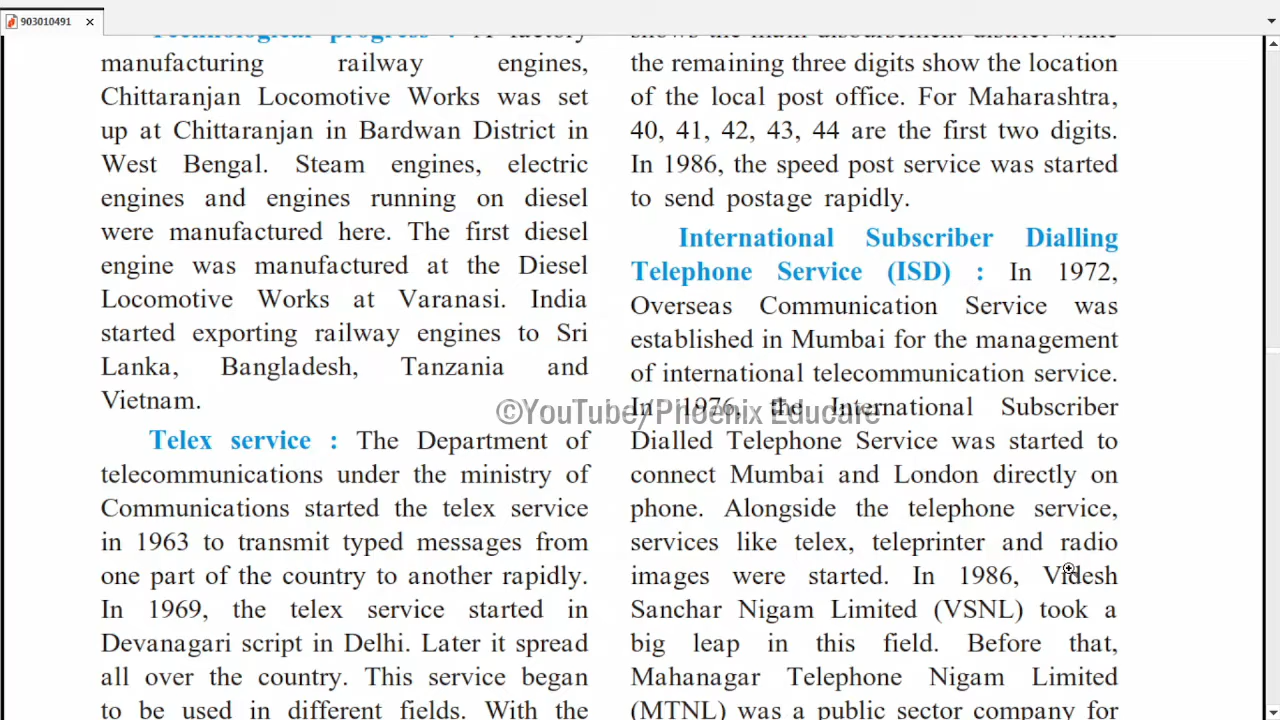 903010491
Technological progress : A factory
manufacturing railway engines,
Chittaranjan Locomotive Works was set
up at Chittaranjan in Bardwan District in
West Bengal. Steam engines, electric
engines and engines running on diesel
were manufactured here. The first diesel
engine was manufactured at the Diesel
Locomotive Works at Varanasi. India
started exporting railway engines to Sri
Lanka, Bangladesh, Tanzania and
Vietnam.
Telex service : The Department of
telecommunications under the ministry of
Communications started the telex service
in 1963 to transmit typed messages from
one part of the country to another rapidly.
In 1969, the telex service started in
Devanagari script in Delhi. Later it spread
all over the country. This service began
to be used in different fields. With the
shows the main disbursement district while
the remaining three digits show the location
of the local post office. For Maharashtra,
40, 41, 42, 43, 44 are the first two digits.
In 1986, the speed post service was started
to send postage rapidly.
International Subscriber Dialling
Telephone Service (ISD) : In 1972,
Overseas Communication Service was
established in Mumbai for the management
of international telecommunication service.
In 1976, the International Subscriber
Dialled Telephone Service was started to
connect Mumbai and London directly on
phone. Alongside the telephone service,
services like telex, teleprinter and radio
images were started. In 1986, Videsh
Sanchar Nigam Limited (VSNL) took a
big leap in this field. Before that,
Mahanagar Telephone Nigam Limited
(MTNL) was a public sector company for
©YouTube/Phoenix Educare